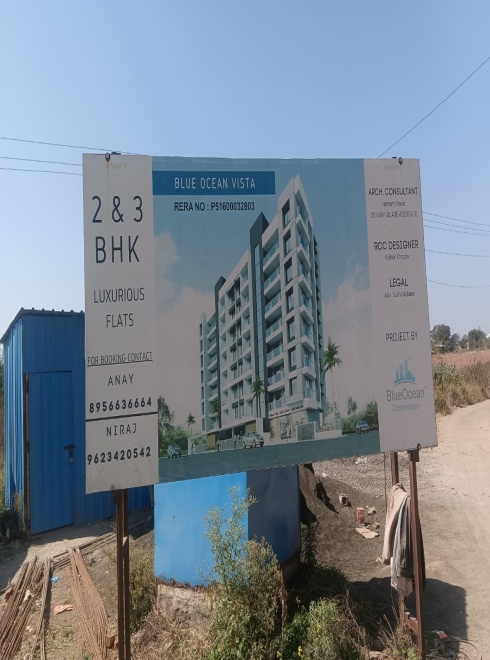 2 & 3
BHK
LUXURIOUS
FLATS
FOR BOOKING CONTACT
ANAY
8956636664
NIRAJ
9623420542
BLUE OCEAN VISTA
RERA NO : P51600032803
ARCH. CONSULTANT
RCC DESIGNER
LEGAL
PROJECT BY
BlueOcean